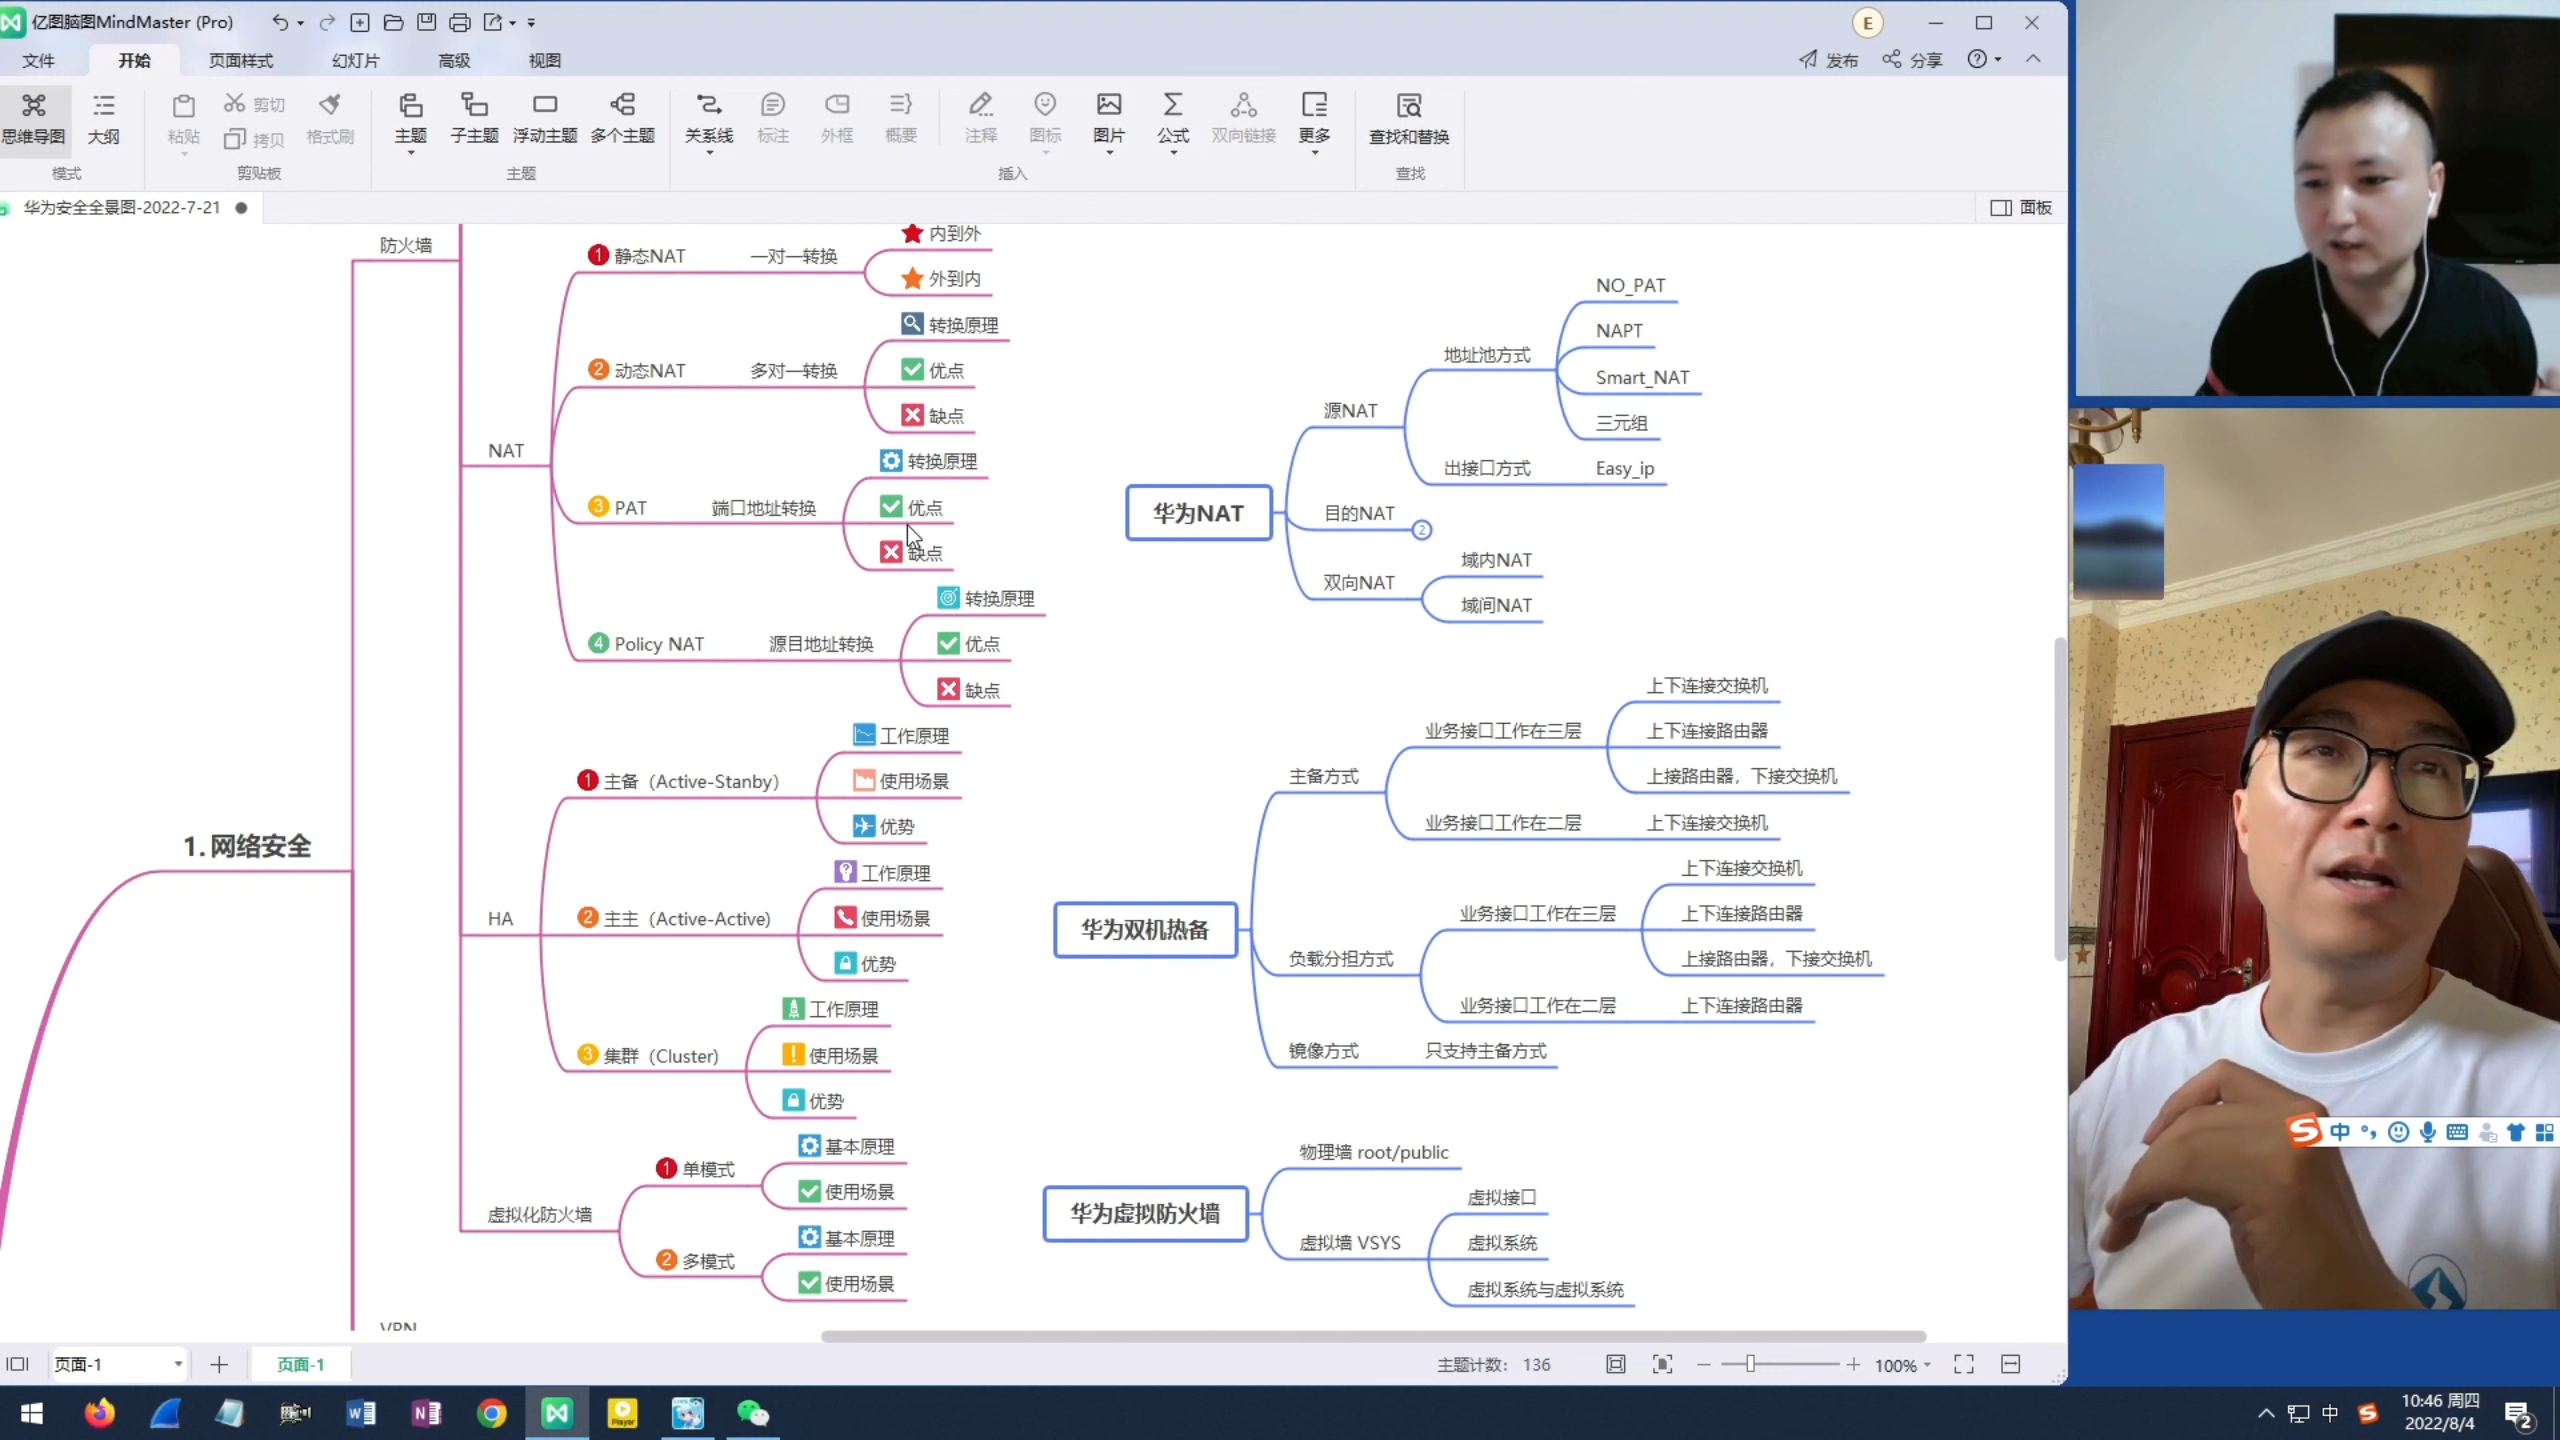 亿图脑图MindMaster (Pro)
E
文件
开始
页面样式
幻灯片
高级
视图
发布
分享
思维导图
大纲
粘贴
剪切
拷贝
格式刷
主题
子主题
浮动主题
多个主题
关系线
标注
外框
概要
注释
图标
图片
公式
双向链接
更多
查找和替换
模式
剪贴板
主题
插入
查找
华为安全全景图-2022-7-21
面板
防火墙
1 静态NAT
一对一转换
内到外
外到内
2 动态NAT
多对一转换
转换原理
优点
缺点
NAT
3 PAT
端口地址转换
转换原理
优点
缺点
4 Policy NAT
源目地址转换
转换原理
优点
缺点
1. 网络安全
HA
1 主备（Active-Stanby）
工作原理
使用场景
优势
2 主主（Active-Active)
工作原理
使用场景
优势
3 集群（Cluster)
工作原理
使用场景
优势
虚拟化防火墙
1 单模式
基本原理
使用场景
2 多模式
基本原理
使用场景
VPN
华为NAT
源NAT
地址池方式
NO_PAT
NAPT
Smart_NAT
三元组
出接口方式
Easy_ip
目的NAT
2
双向NAT
域内NAT
域间NAT
华为双机热备
主备方式
业务接口工作在三层
上下连接交换机
上下连接路由器
上接路由器，下接交换机
业务接口工作在二层
上下连接交换机
负载分担方式
业务接口工作在三层
上下连接交换机
上下连接路由器
上接路由器，下接交换机
业务接口工作在二层
上下连接路由器
镜像方式
只支持主备方式
华为虚拟防火墙
物理墙 root/public
虚拟墙 VSYS
虚拟接口
虚拟系统
虚拟系统与虚拟系统
中
页面-1
页面-1
主题计数： 136
100%
Player
中
10:46 周四
2022/8/4
2